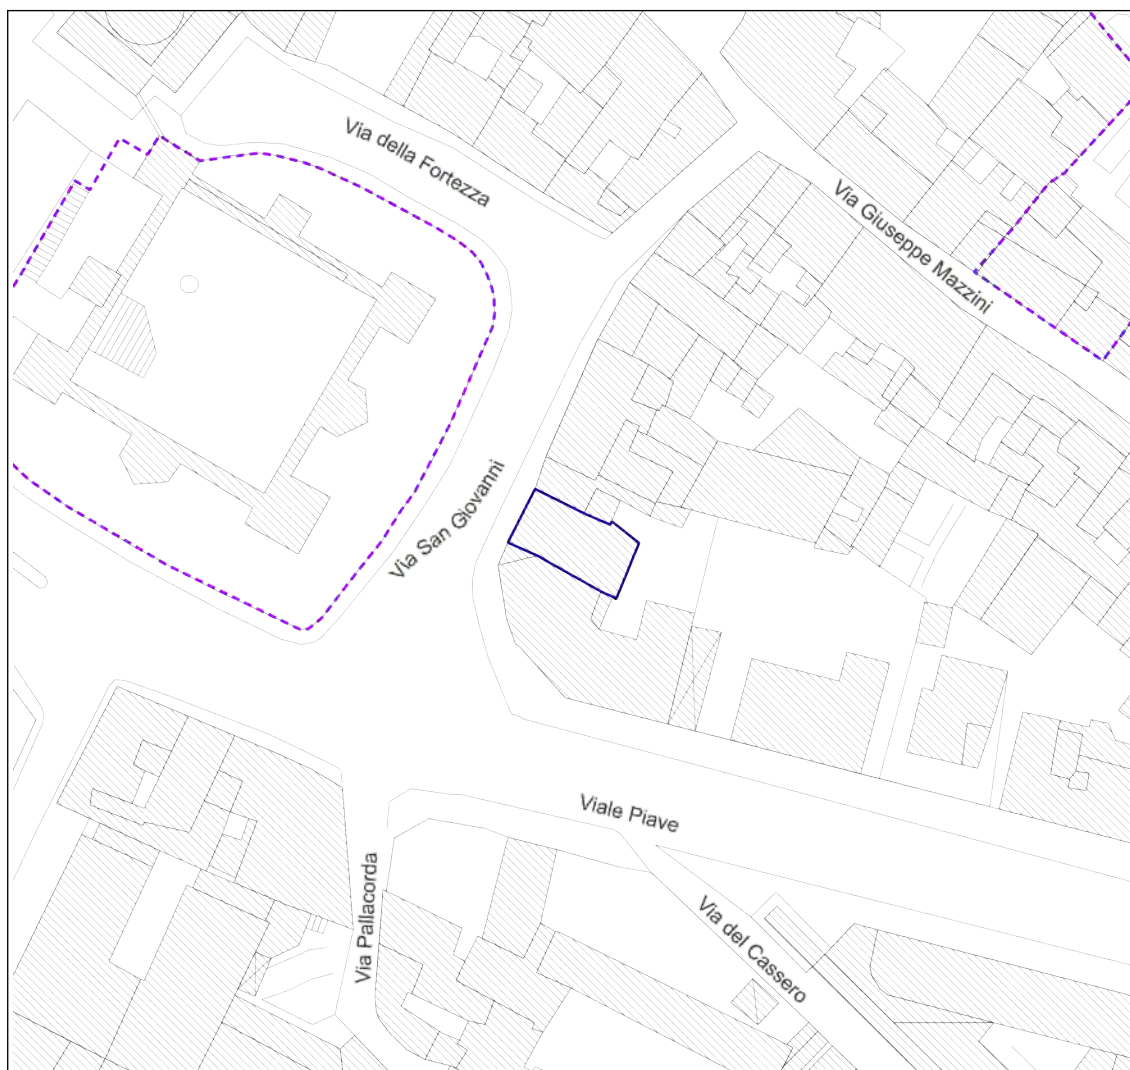 Via della Fortezza
Via Giuseppe Mazzini
Via San Giovanni
Viale Piave
Via Pallacorda
Via del Cassero